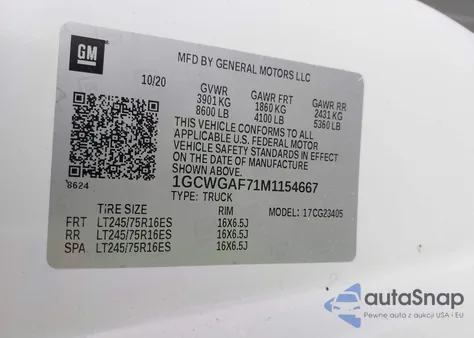 GM
MFD BY GENERAL MOTORS LLC
10/20
GVWR GAWR FRT GAWR RR
3901 KG 1860 KG 2431 KG
8600 LB 4100 LB 5360 LB
THIS VEHICLE CONFORMS TO ALL
APPLICABLE U.S. FEDERAL MOTOR
VEHICLE SAFETY STANDARDS IN EFFECT
ON THE DATE OF MANUFACTURE
SHOWN ABOVE.
8624
1GCWGAF71M1154667
TYPE: TRUCK
TIRE SIZE RIM MODEL: 17CG23405
FRT LT245/75R16ES 16X6.5J
RR LT245/75R16ES 16X6.5J
SPA LT245/75R16ES 16X6.5J
autoSnap
Pewne auta z aukcji USA i EU